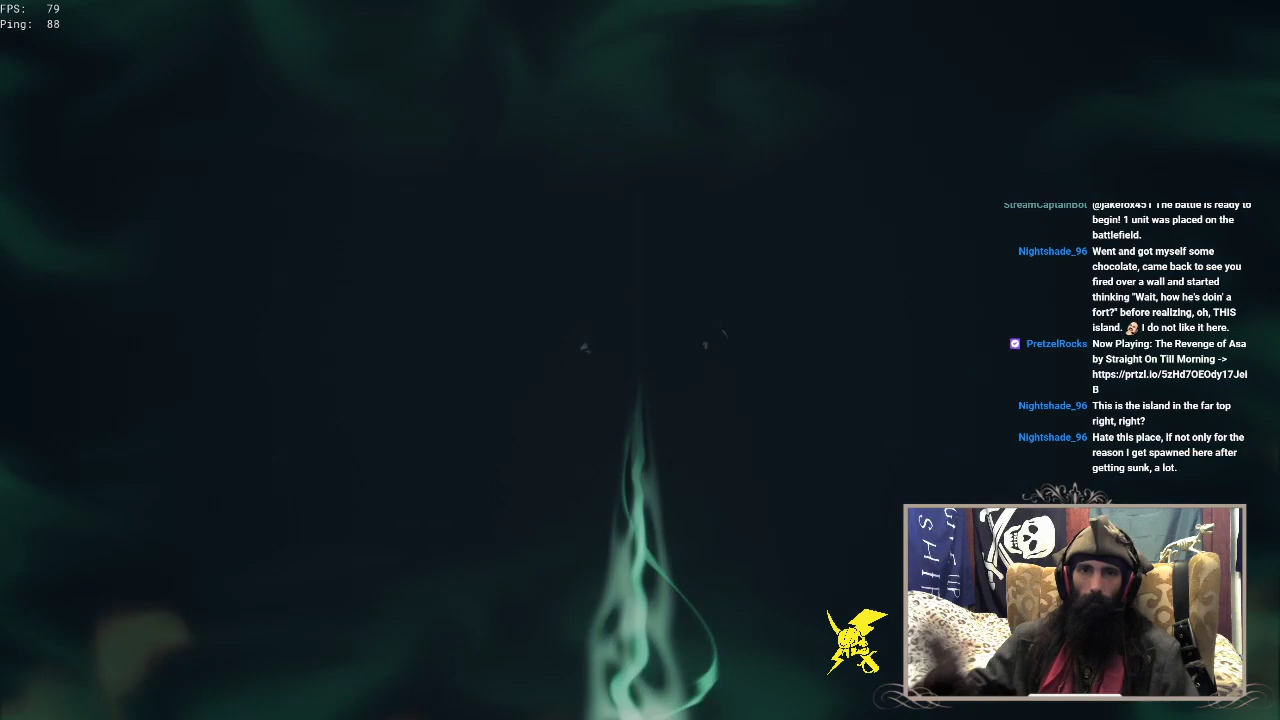 FPS: 79
Ping: 88
StreamCaptainBot @jakefox451 The battle is ready to
begin! 1 unit was placed on the
battlefield.
Nightshade_96 Went and got myself some
chocolate, came back to see you
fired over a wall and started
thinking "Wait, how he's doin' a
fort?" before realizing, oh, THIS
island. I do not like it here.
PretzelRocks Now Playing: The Revenge of Asa
by Straight On Till Morning ->
https://prtzl.io/5zHd7OEOdy17Jei
B
Nightshade_96 This is the island in the far top
right, right?
Nightshade_96 Hate this place, if not only for the
reason I get spawned here after
getting sunk, a lot.